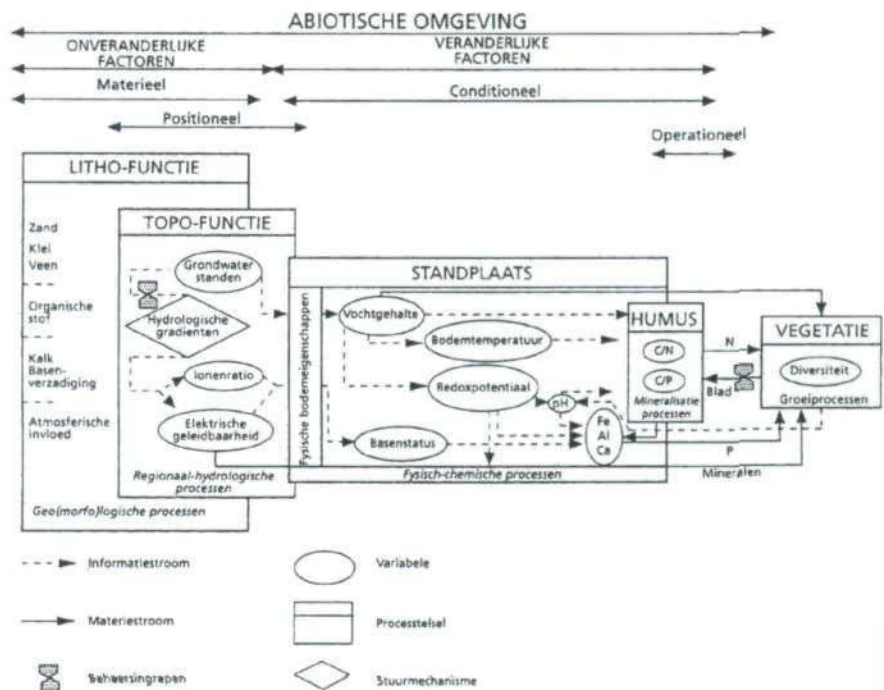 ABIOTISCHE OMGEVING
ONVERANDERLIJKE
FACTOREN
VERANDERLIJKE
FACTOREN
Materieel
Conditioneel
Positioneel
Operationeel
LITHO-FUNCTIE
Zand
Klei
Veen
Organische
stof
Kalk
Basen-
verzadiging
Atmosferische
invloed
Geo(morfo)logische processen
TOPO-FUNCTIE
Grondwater
standen
Hydrologische
gradienten
Ionenratio
Elektrische
geleidbaarheid
Regionaal-hydrologische
processen
STANDPLAATS
Fysische bodemeigenschappen
Vochtgehalte
Bodemtemperatuur
Redoxpotentiaal
pH
Basenstatus
Fe
Al
Ca
Fysisch-chemische processen
HUMUS
C/N
C/P
Mineralisatie
processen
N
Blad
P
Mineralen
VEGETATIE
Diversiteit
Groeiprocessen
Informatiestroom
Variabele
Materiestroom
Processtelsel
Beheersingrepen
Stuurmechanisme